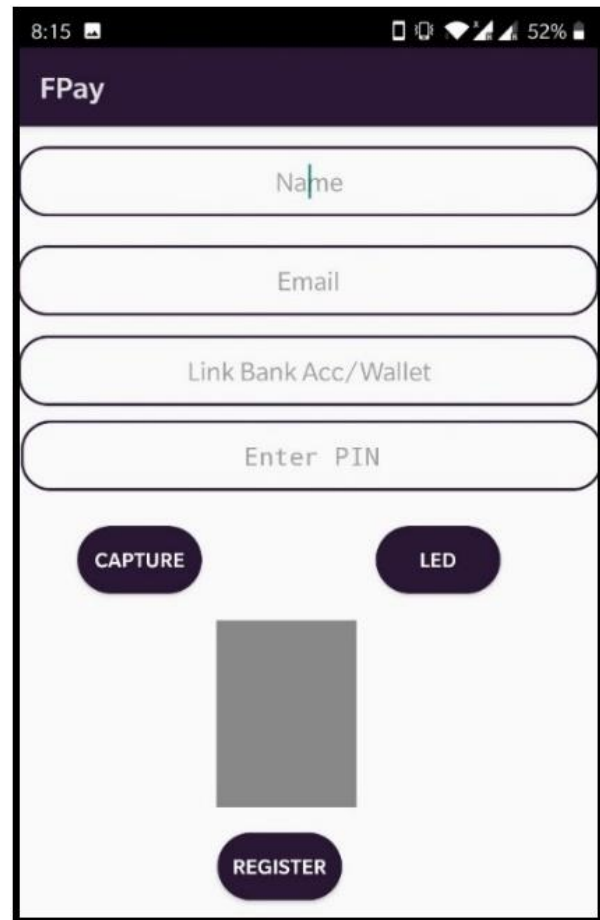 8:15 52%
FPay
Name
Email
Link Bank Acc/Wallet
Enter PIN
CAPTURE LED
REGISTER